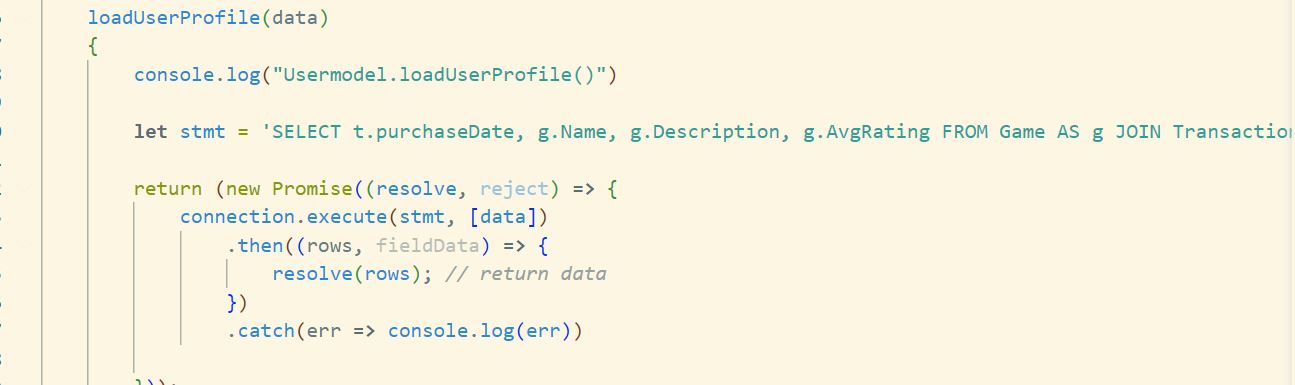 loadUserProfile(data)
{
console.log("Usermodel.loadUserProfile()")
let stmt = 'SELECT t.purchaseDate, g.Name, g.Description, g.AvgRating FROM Game AS g JOIN Transaction
return (new Promise((resolve, reject) => {
connection.execute(stmt, [data])
.then((rows, fieldData) => {
resolve(rows); // return data
})
.catch(err => console.log(err))
}));